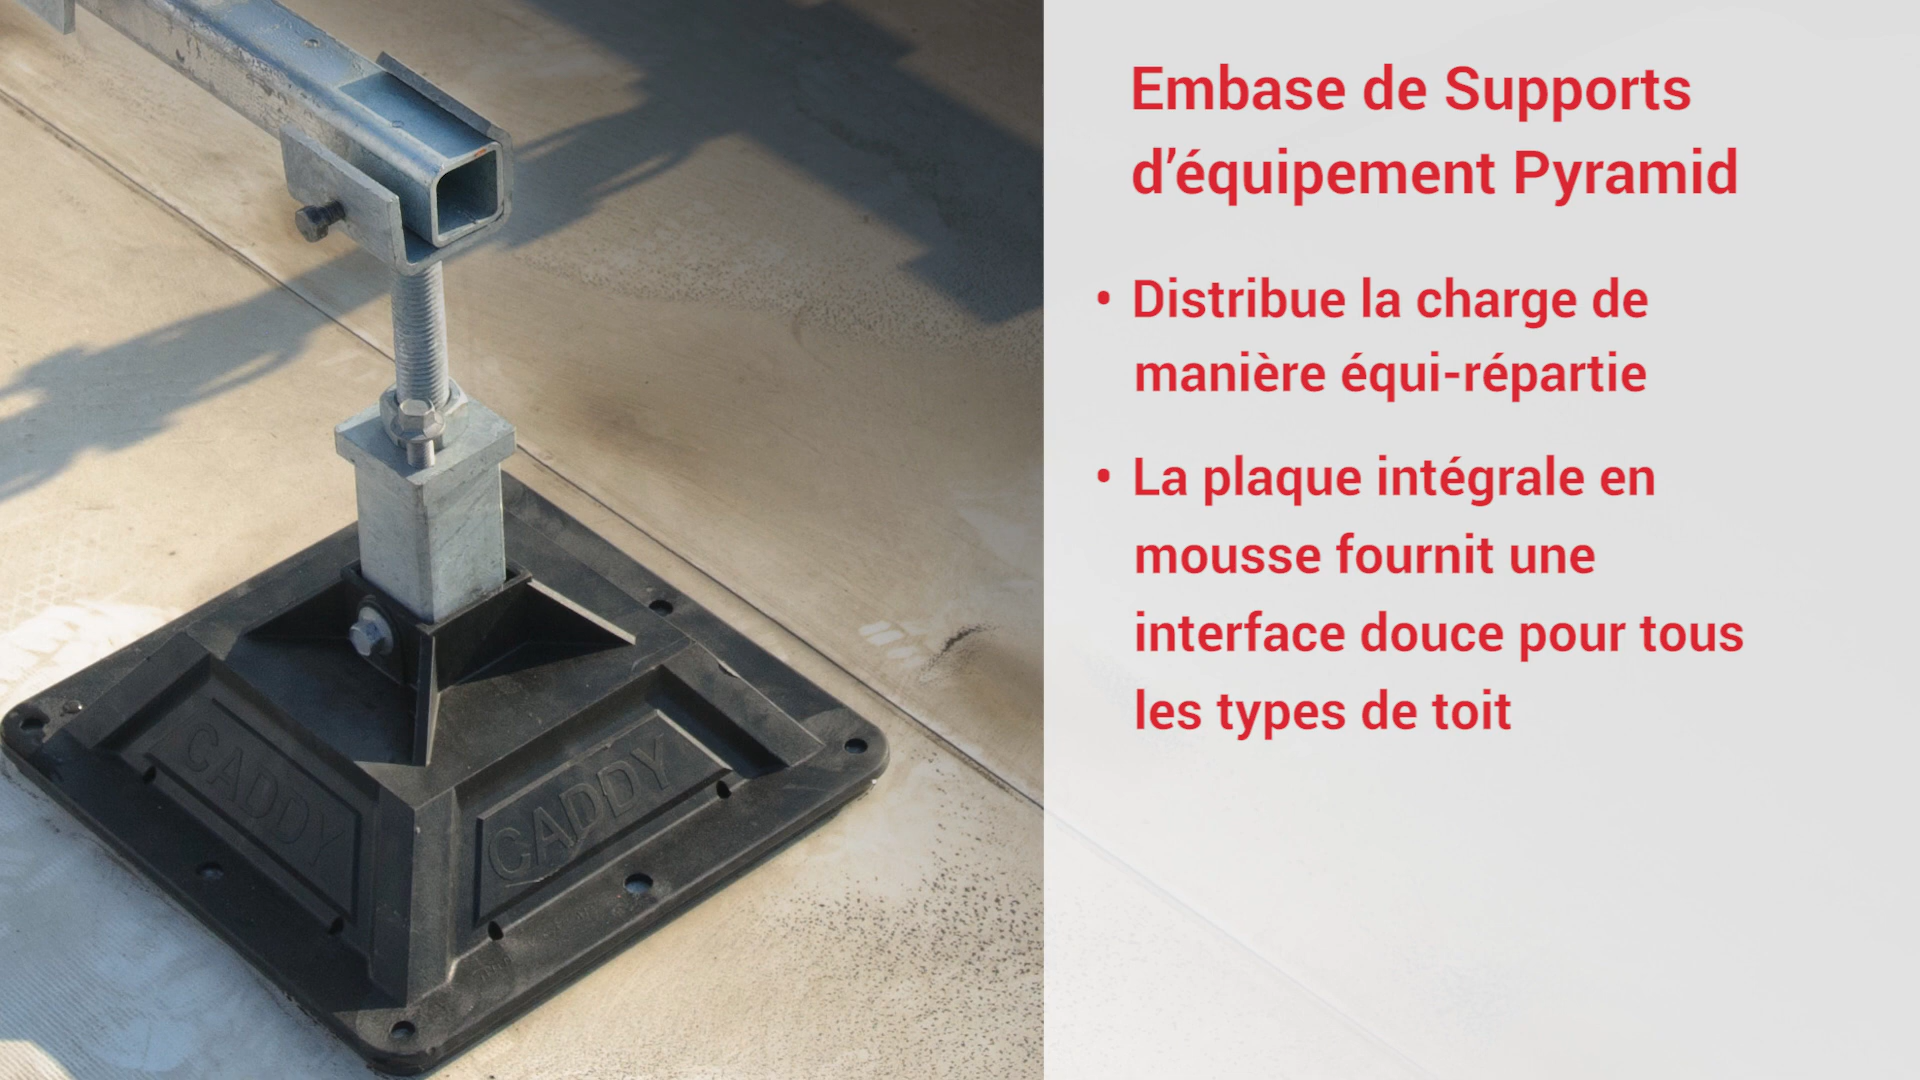 Embase de Supports
d’équipement Pyramid
• Distribue la charge de
manière équi-répartie
• La plaque intégrale en
mousse fournit une
interface douce pour tous
les types de toit
CADDY
CADDY